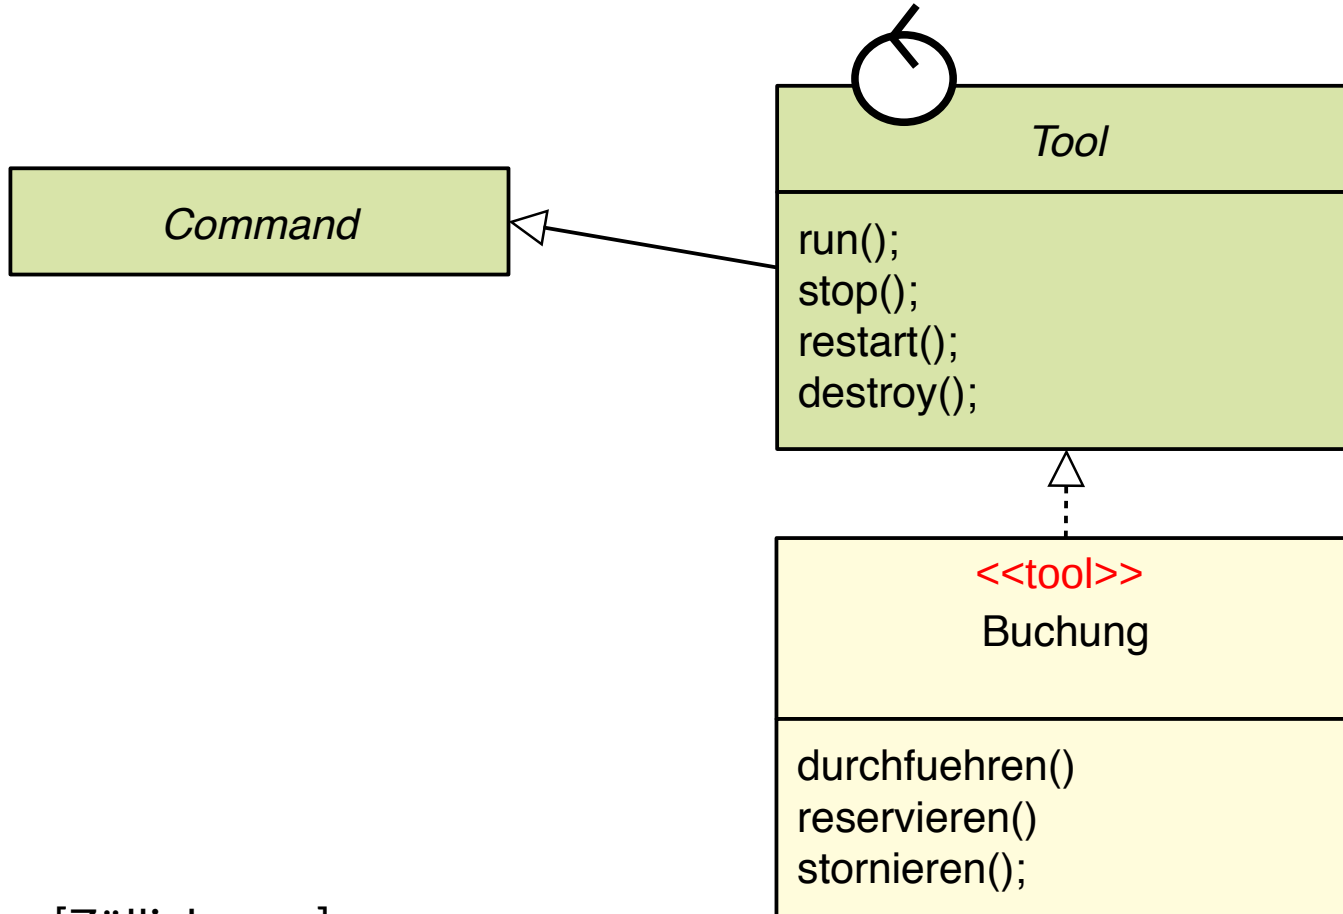 Tool
Command
run();
stop();
restart();
destroy();
<<tool>>
Buchung
durchfuehren()
reservieren()
stornieren();